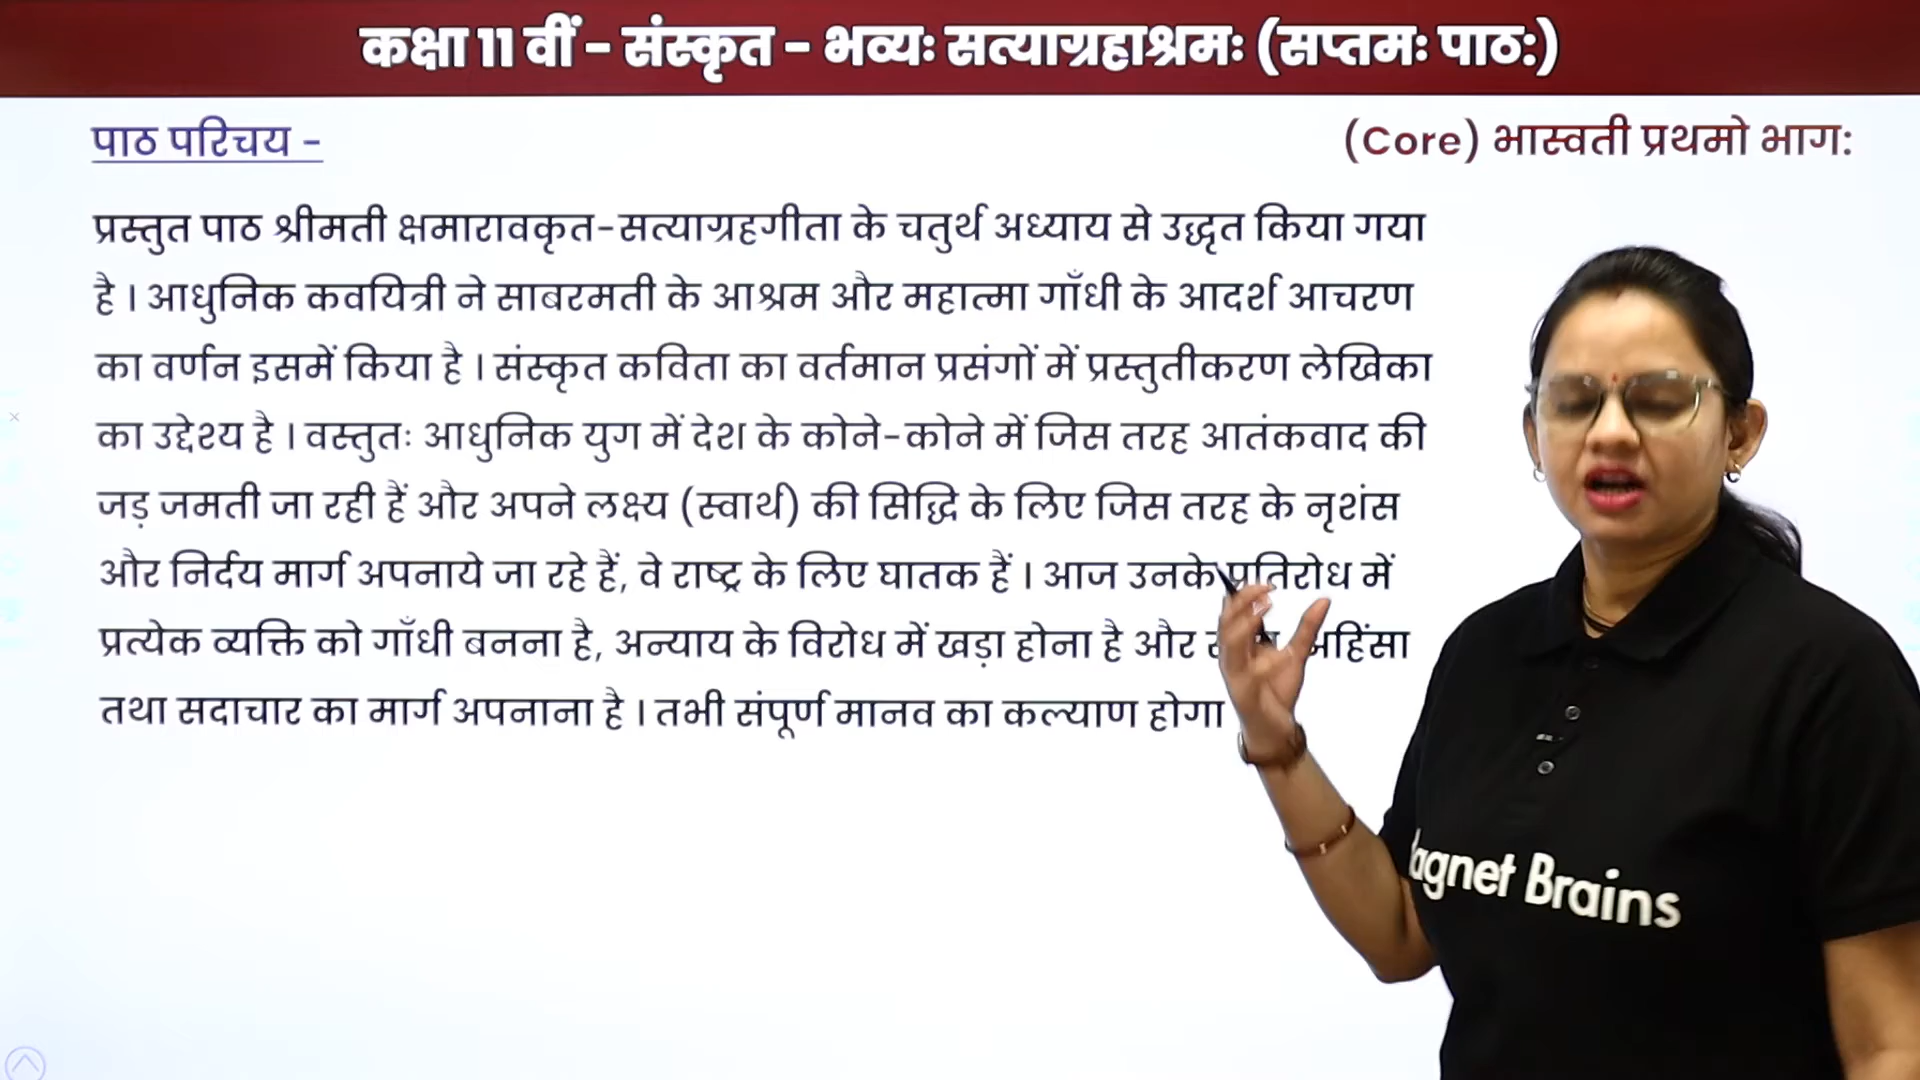 कक्षा 11 वीं - संस्कृत - भव्यः सत्याग्रहाश्रमः (सप्तमः पाठ:)
पाठ परिचय -
(Core) भास्वती प्रथमो भाग:
प्रस्तुत पाठ श्रीमती क्षमारावकृत-सत्याग्रहगीता के चतुर्थ अध्याय से उद्धृत किया गया
है । आधुनिक कवयित्री ने साबरमती के आश्रम और महात्मा गाँधी के आदर्श आचरण
का वर्णन इसमें किया है । संस्कृत कविता का वर्तमान प्रसंगों में प्रस्तुतीकरण लेखिका
का उद्देश्य है । वस्तुतः आधुनिक युग में देश के कोने-कोने में जिस तरह आतंकवाद की
जड़ जमती जा रही हैं और अपने लक्ष्य (स्वार्थ) की सिद्धि के लिए जिस तरह के नृशंस
और निर्दय मार्ग अपनाये जा रहे हैं, वे राष्ट्र के लिए घातक हैं । आज उनके प्रतिरोध में
प्रत्येक व्यक्ति को गाँधी बनना है, अन्याय के विरोध में खड़ा होना है और अहिंसा
तथा सदाचार का मार्ग अपनाना है । तभी संपूर्ण मानव का कल्याण होगा
agnet Brains